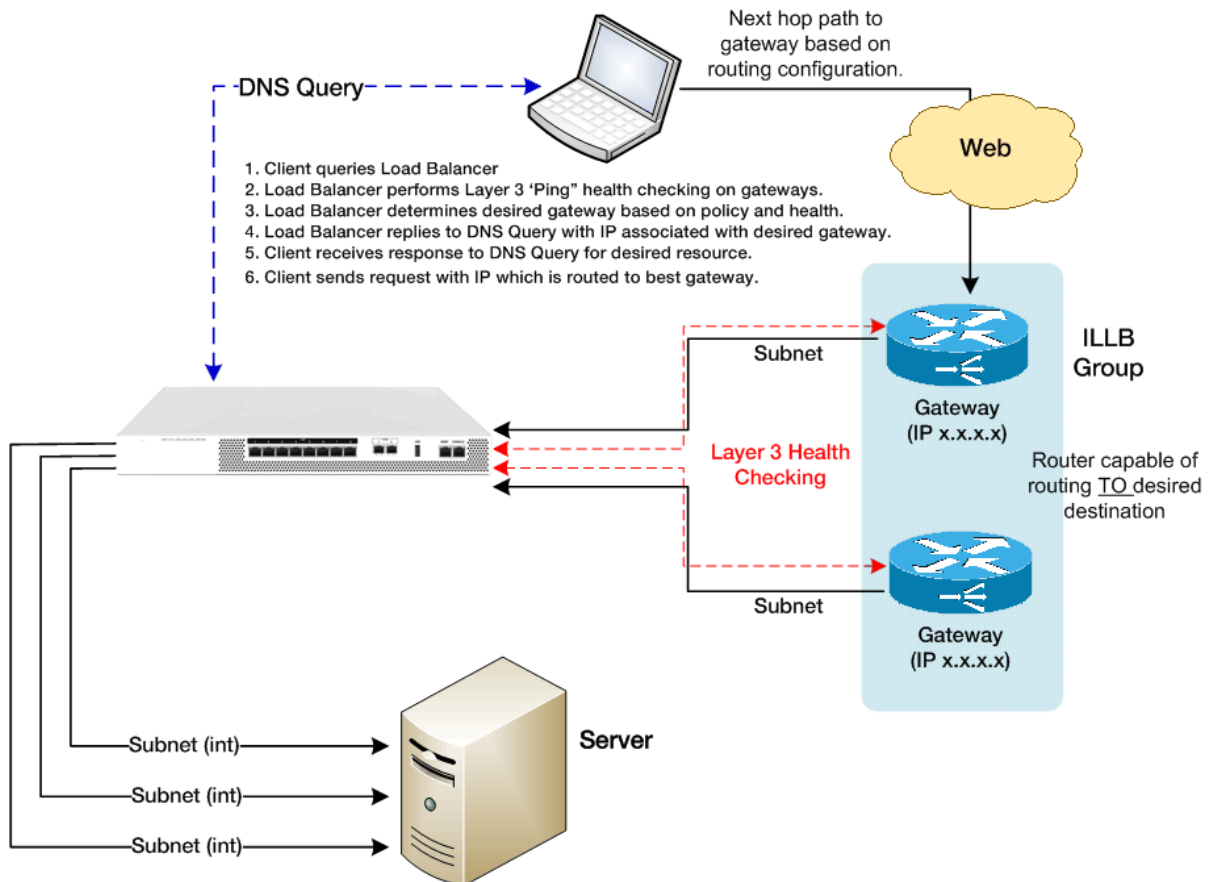 Next hop path to
gateway based on
routing configuration.
DNS Query
Web
1. Client queries Load Balancer
2. Load Balancer performs Layer 3 ‘Ping” health checking on gateways.
3. Load Balancer determines desired gateway based on policy and health.
4. Load Balancer replies to DNS Query with IP associated with desired gateway.
5. Client receives response to DNS Query for desired resource.
6. Client sends request with IP which is routed to best gateway.
Subnet
ILLB
Group
Gateway
(IP x.x.x.x)
Layer 3 Health
Checking
Router capable of
routing TO desired
destination
Subnet
Gateway
(IP x.x.x.x)
Server
Subnet (int)
Subnet (int)
Subnet (int)